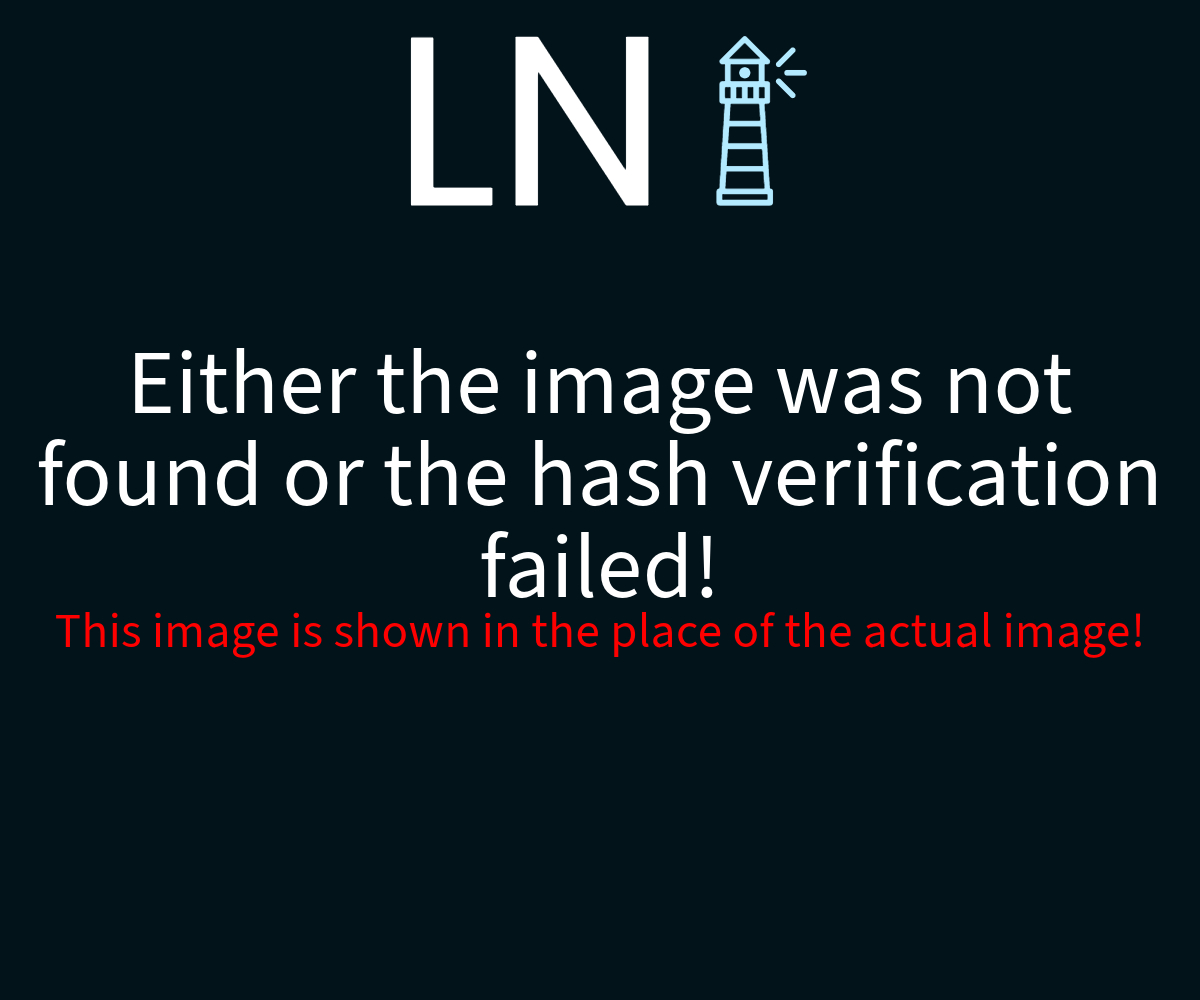 LN
Either the image was not
found or the hash verification
failed!
This image is shown in the place of the actual image!